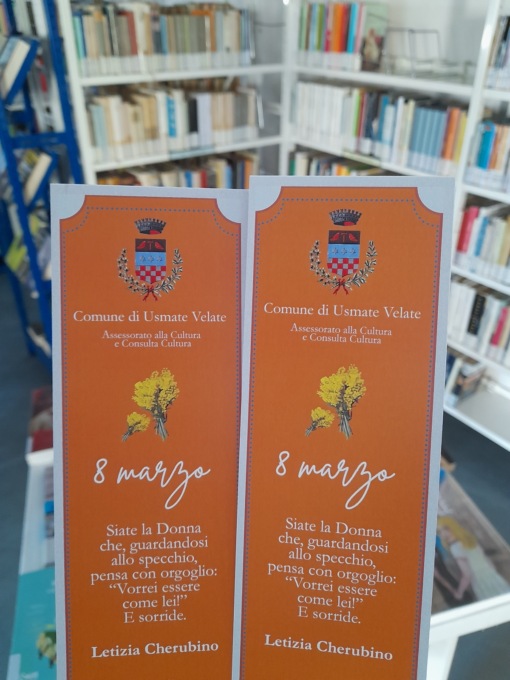 Comune di Usmate Velate
Assessorato alla Cultura
e Consulta Cultura
8 marzo
Siate la Donna
che, guardandosi
allo specchio,
pensa con orgoglio:
“Vorrei essere
come lei!”
E sorride.
Letizia Cherubino
Comune di Usmate Velate
Assessorato alla Cultura
e Consulta Cultura
8 marzo
Siate la Donna
che, guardandosi
allo specchio,
pensa con orgoglio:
“Vorrei essere
come lei!”
E sorride.
Letizia Cherubino